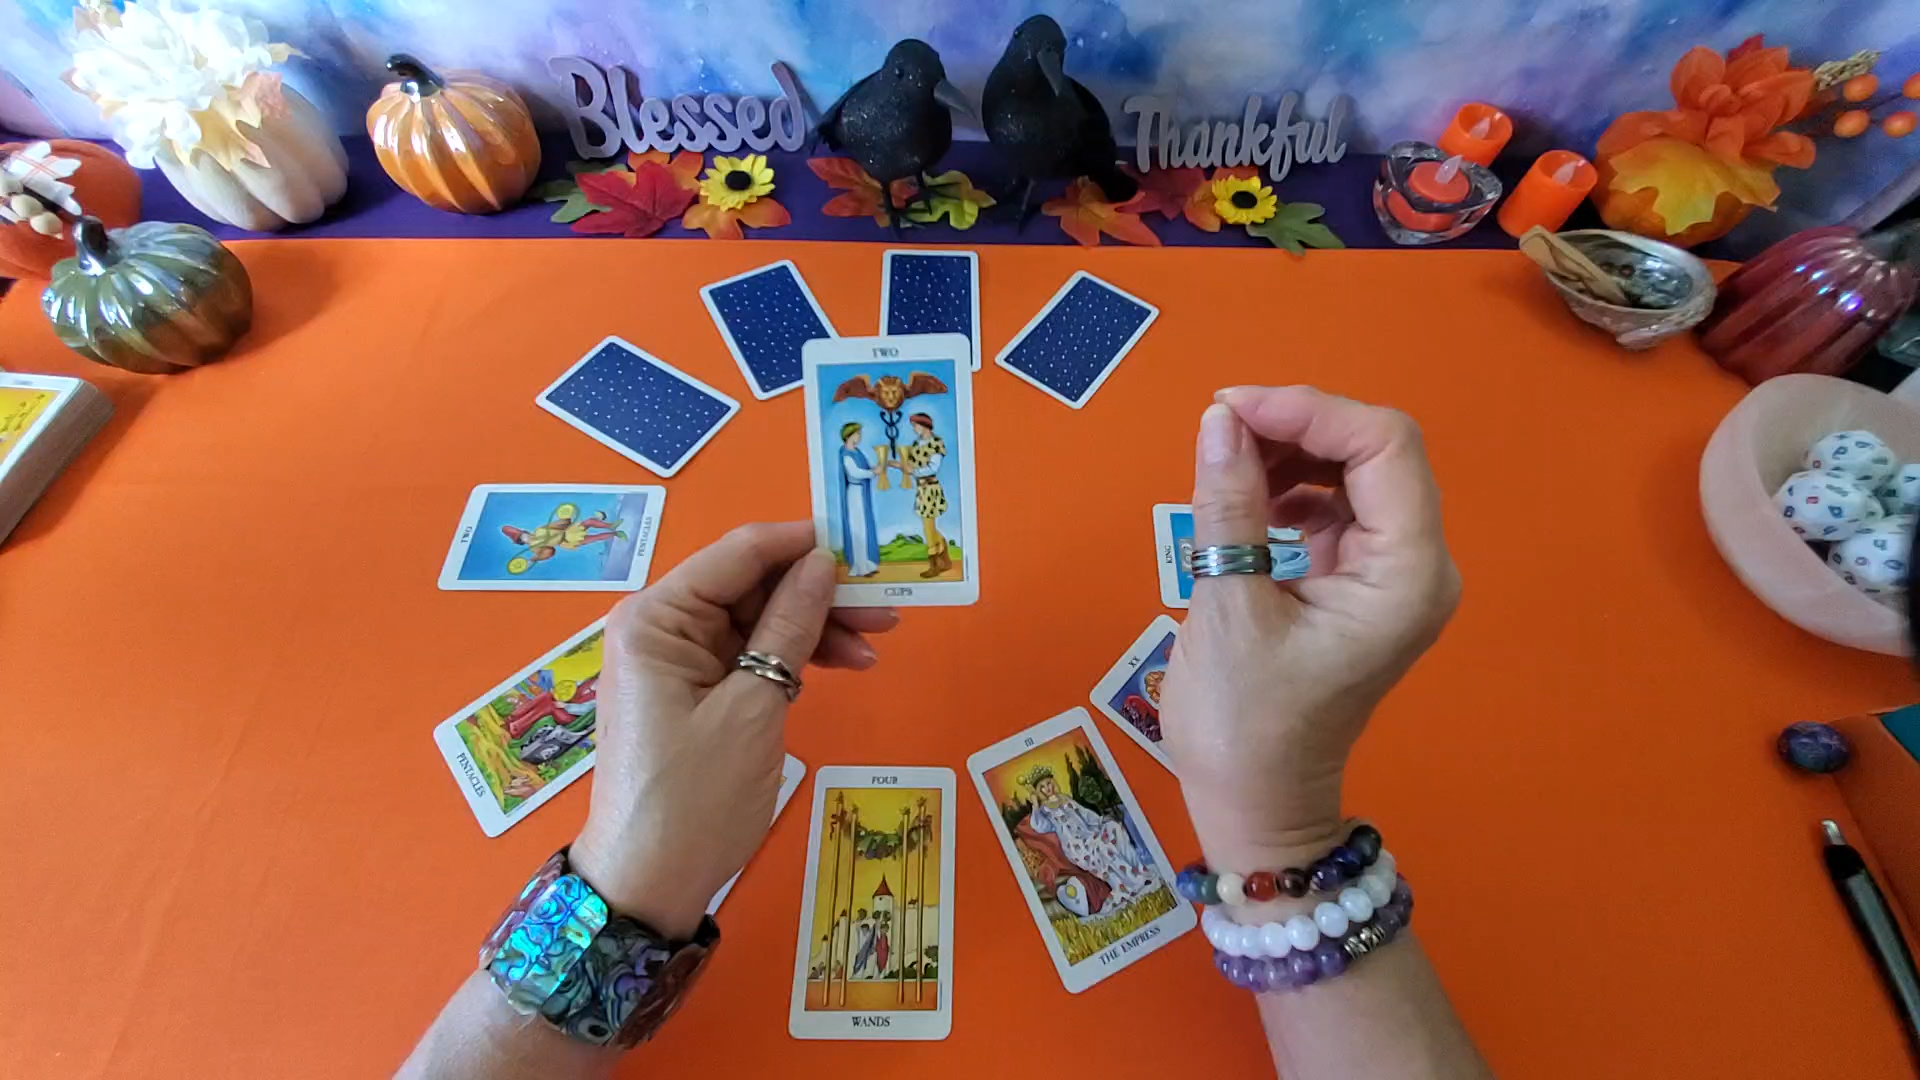 Blessed
Thankful
TWO
CUPS
TWO
PENTACLES
KING
XX
PENTACLES
III
THE EMPRESS
FOUR
WANDS